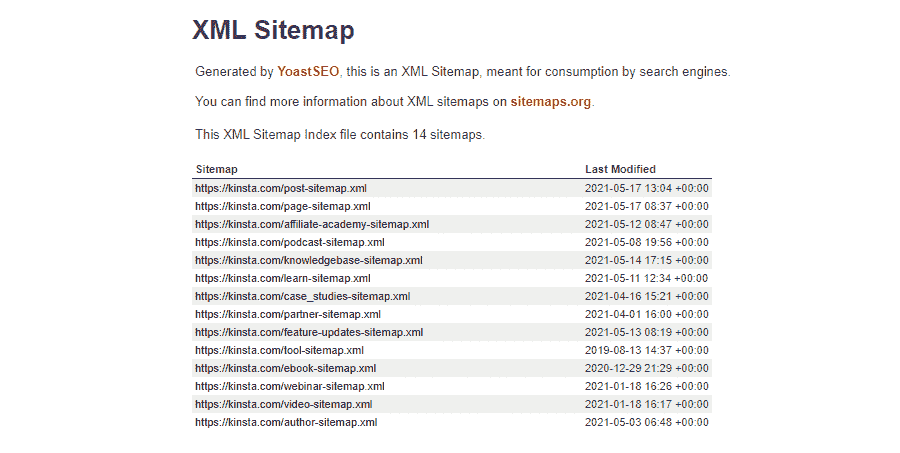 XML Sitemap
Generated by YoastSEO, this is an XML Sitemap, meant for consumption by search engines.
You can find more information about XML sitemaps on sitemaps.org.
This XML Sitemap Index file contains 14 sitemaps.
Sitemap Last Modified
https://kinsta.com/post-sitemap.xml 2021-05-17 13:04 +00:00
https://kinsta.com/page-sitemap.xml 2021-05-17 08:37 +00:00
https://kinsta.com/affiliate-academy-sitemap.xml 2021-05-12 08:47 +00:00
https://kinsta.com/podcast-sitemap.xml 2021-05-08 19:56 +00:00
https://kinsta.com/knowledgebase-sitemap.xml 2021-05-14 17:15 +00:00
https://kinsta.com/learn-sitemap.xml 2021-05-11 12:34 +00:00
https://kinsta.com/case_studies-sitemap.xml 2021-04-16 15:21 +00:00
https://kinsta.com/partner-sitemap.xml 2021-04-01 16:00 +00:00
https://kinsta.com/feature-updates-sitemap.xml 2021-05-13 08:19 +00:00
https://kinsta.com/tool-sitemap.xml 2019-08-13 14:37 +00:00
https://kinsta.com/ebook-sitemap.xml 2020-12-29 21:29 +00:00
https://kinsta.com/webinar-sitemap.xml 2021-01-18 16:26 +00:00
https://kinsta.com/video-sitemap.xml 2021-01-18 16:17 +00:00
https://kinsta.com/author-sitemap.xml 2021-05-03 06:48 +00:00